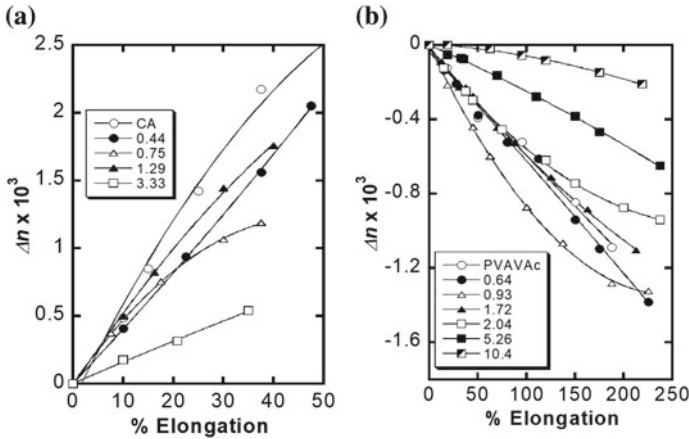 (a)
2.5
2
1.5
1
0.5
0
Δn x 10³
CA
0.44
0.75
1.29
3.33
0 10 20 30 40 50
% Elongation
(b)
0
-0.4
-0.8
-1.2
-1.6
Δn x 10³
PVAVAc
0.64
0.93
1.72
2.04
5.26
10.4
0 50 100 150 200 250
% Elongation